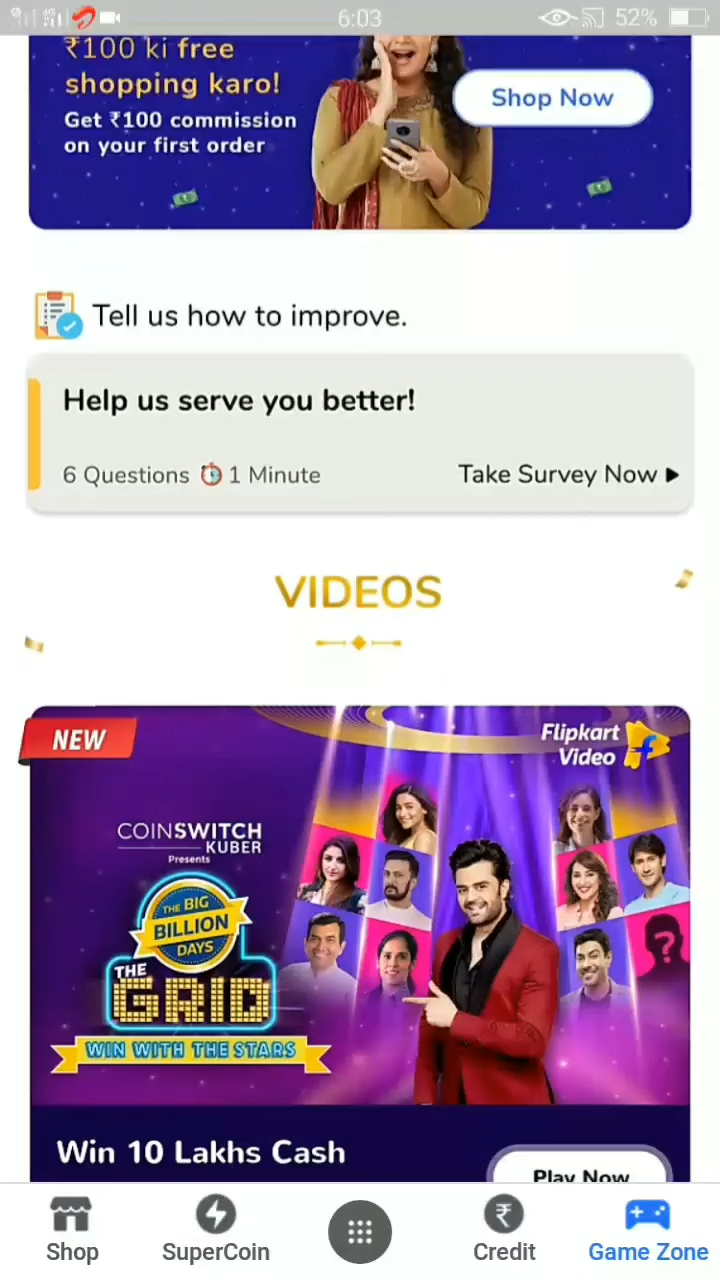 6:03
52%
₹100 ki free
shopping karo!
Get ₹100 commission
on your first order
Shop Now
Tell us how to improve.
Help us serve you better!
6 Questions 1 Minute
Take Survey Now
VIDEOS
NEW
Flipkart
Video
COINSWITCH
KUBER
Presents
THE BIG
BILLION
DAYS
THE
GRID
WIN WITH THE STARS
Win 10 Lakhs Cash
Play Now
Shop
SuperCoin
Credit
Game Zone